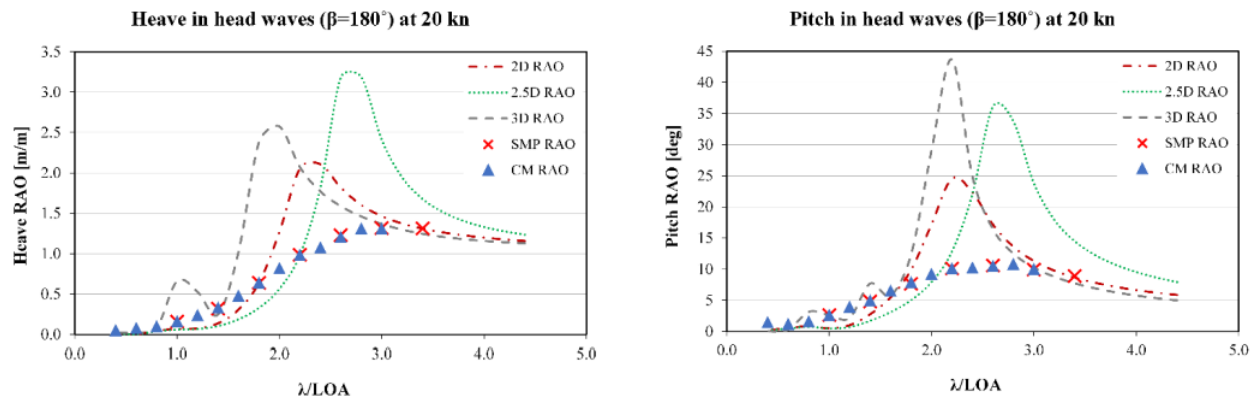 Heave in head waves (β=180°) at 20 kn
3.5
3.0
2.5
2.0
1.5
1.0
0.5
0.0
Heave RAO [m/m]
2D RAO
2.5D RAO
3D RAO
SMP RAO
CM RAO
0.0 1.0 2.0 3.0 4.0 5.0
λ/LOA
Pitch in head waves (β=180°) at 20 kn
45
40
35
30
25
20
15
10
5
0
Pitch RAO [deg]
2D RAO
2.5D RAO
3D RAO
SMP RAO
CM RAO
0.0 1.0 2.0 3.0 4.0 5.0
λ/LOA